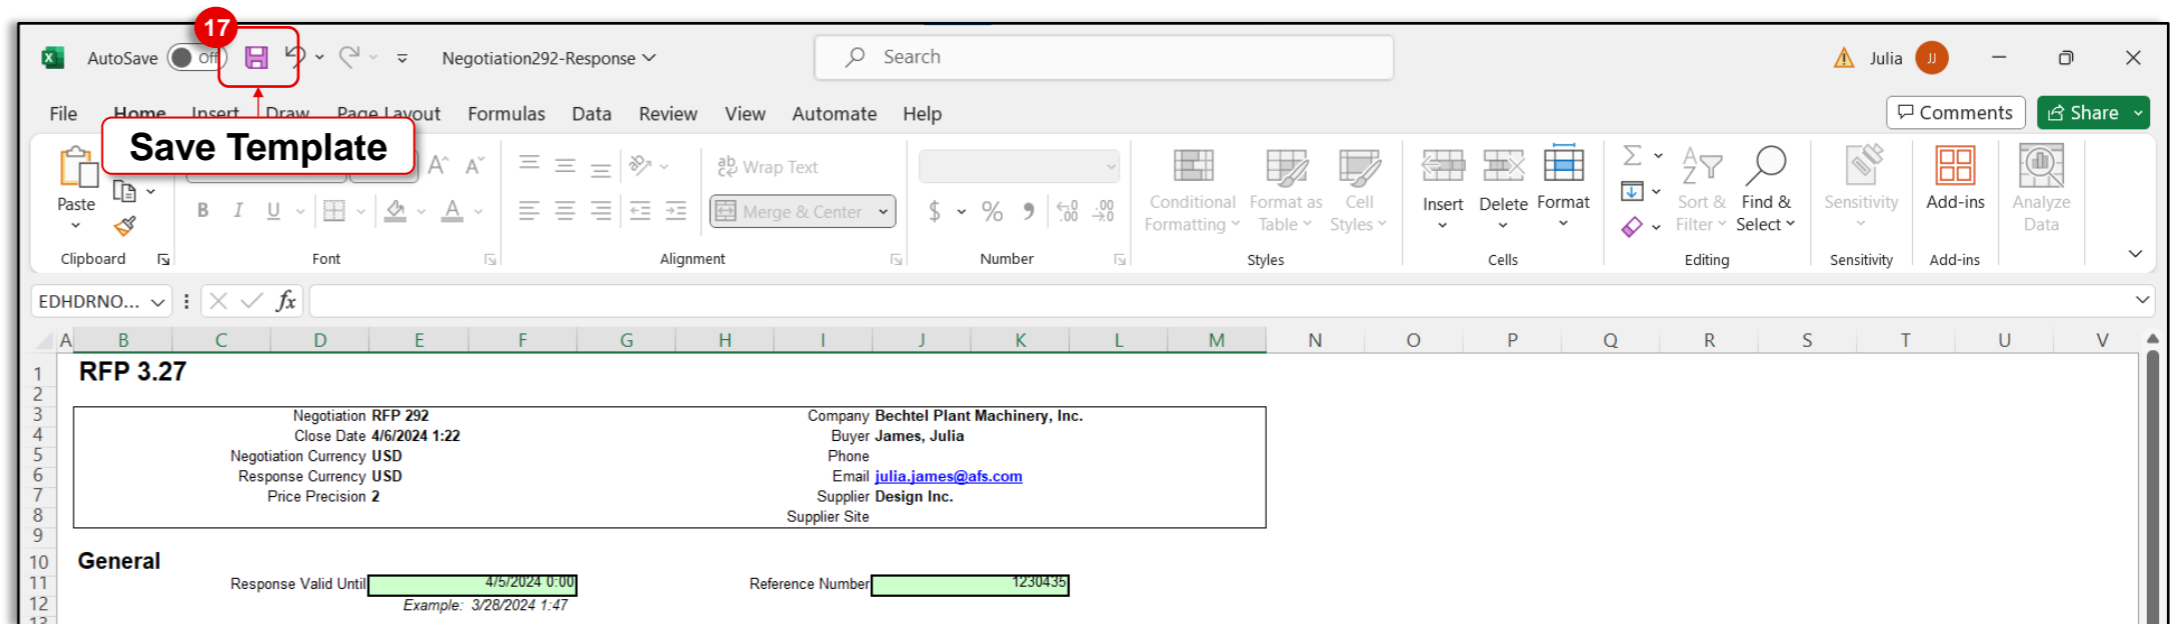 17
AutoSave Off Negotiation292-Response Search Julia JJ
File Home Insert Draw Page Layout Formulas Data Review View Automate Help Comments Share
Save Template
Paste
Clipboard
B I U A
Font
ab Wrap Text
Merge & Center
Alignment
$ % 9
Number
Conditional Formatting
Format as Table
Cell Styles
Styles
Insert
Delete
Format
Cells
Sort & Filter
Find & Select
Editing
Sensitivity
Sensitivity
Add-ins
Add-ins
Analyze Data
EDHDRNO... fx
A B C D E F G H I J K L M N O P Q R S T U V
1 RFP 3.27
2
3 Negotiation RFP 292 Company Bechtel Plant Machinery, Inc.
4 Close Date 4/6/2024 1:22 Buyer James, Julia
5 Negotiation Currency USD Phone
6 Response Currency USD Email julia.james@afs.com
7 Price Precision 2 Supplier Design Inc.
8 Supplier Site
9
10 General
11 Response Valid Until 4/5/2024 0:00 Reference Number 1230435
12 Example: 3/28/2024 1:47
13